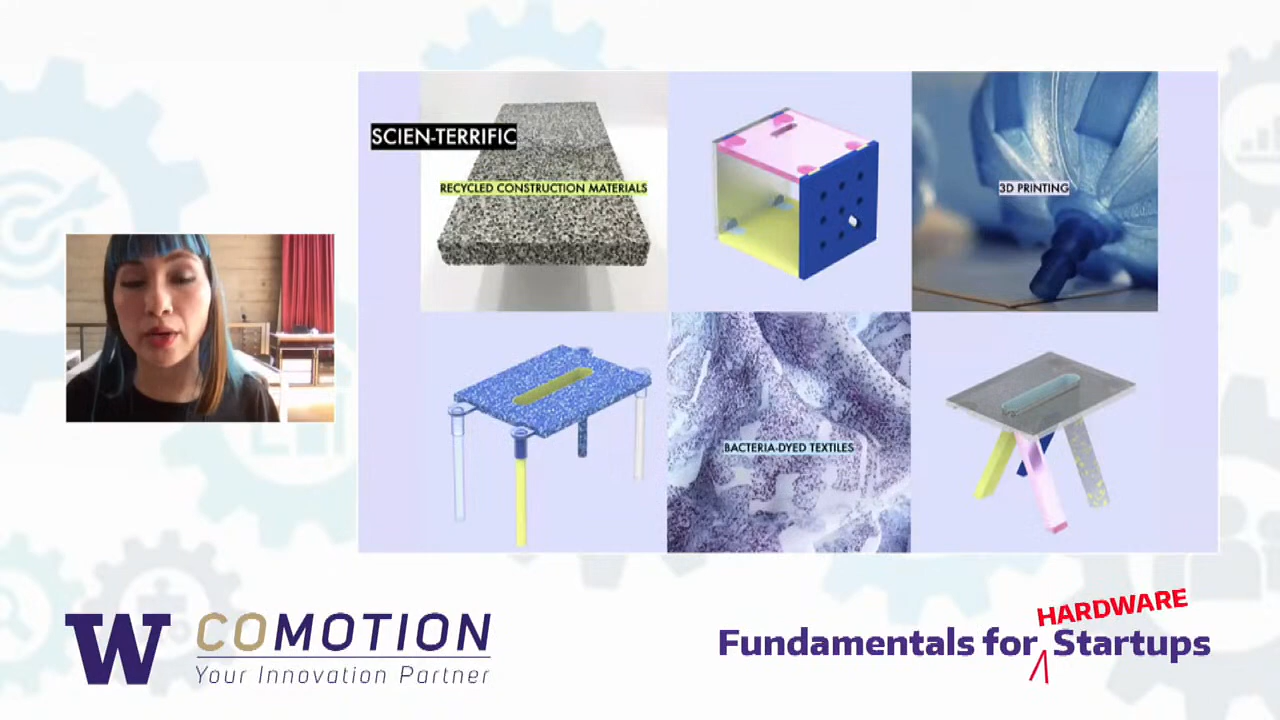 SCIEN-TERRIFIC
RECYCLED CONSTRUCTION MATERIALS
3D PRINTING
BACTERIA-DYED TEXTILES
W COMOTION
Your Innovation Partner
HARDWARE
Fundamentals for Startups